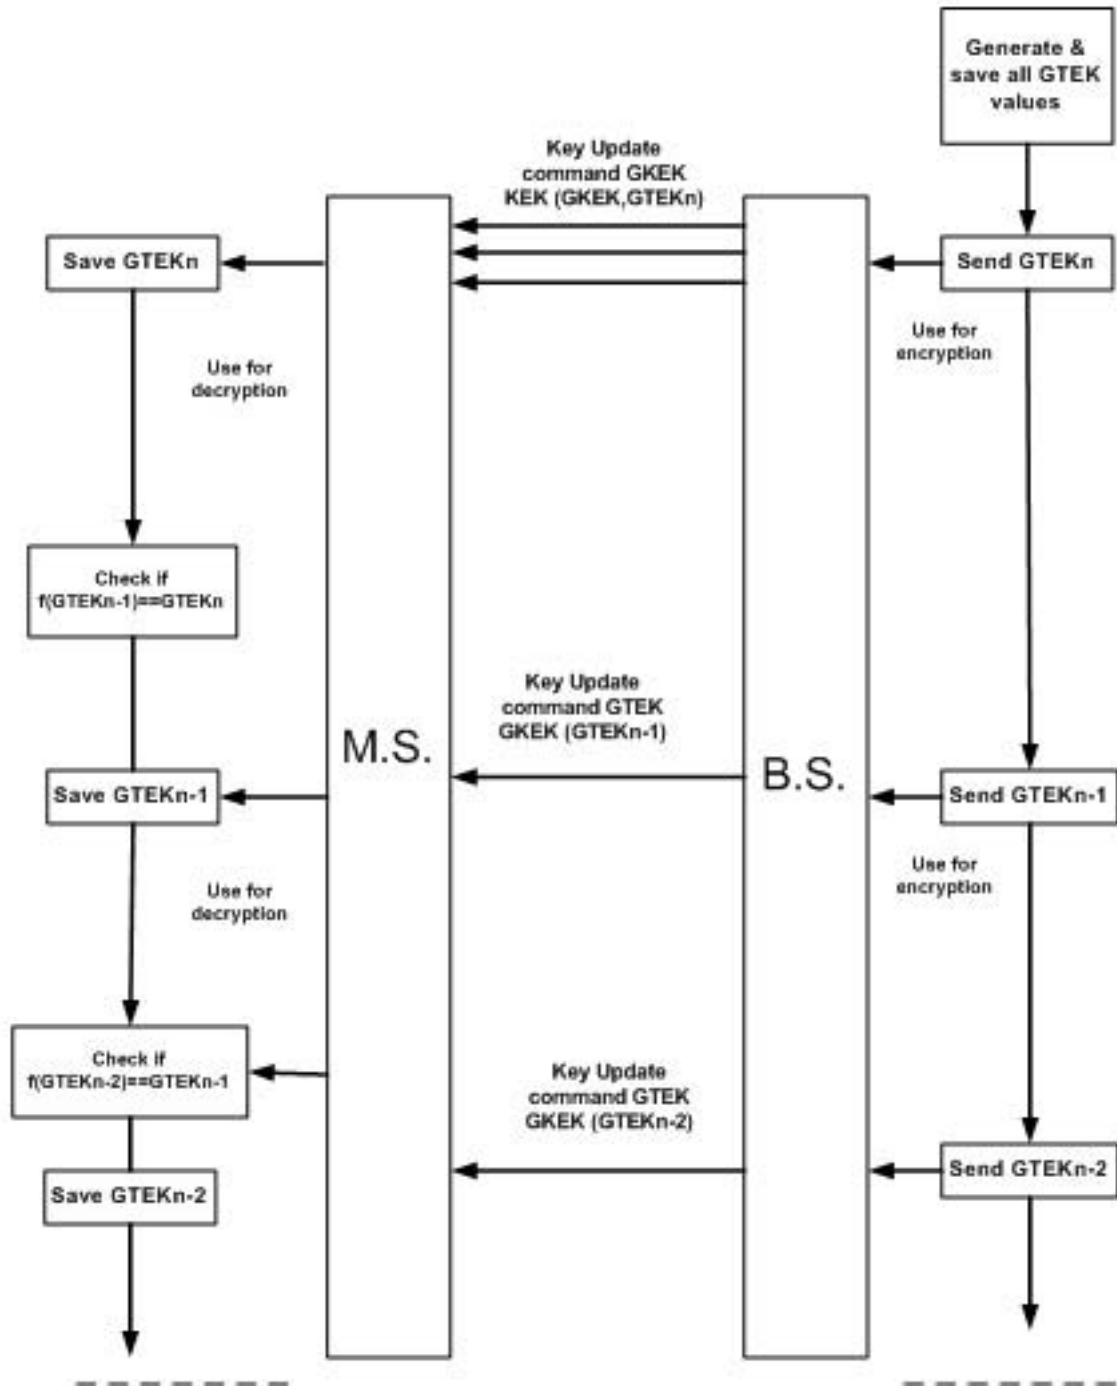 Generate &
save all GTEK
values
Key Update
command GKEK
KEK (GKEK,GTEKn)
Save GTEKn
Send GTEKn
Use for
encryption
Use for
decryption
Check if
f(GTEKn-1)==GTEKn
Key Update
command GTEK
GKEK (GTEKn-1)
M.S.
B.S.
Save GTEKn-1
Send GTEKn-1
Use for
encryption
Use for
decryption
Check if
f(GTEKn-2)==GTEKn-1
Key Update
command GTEK
GKEK (GTEKn-2)
Send GTEKn-2
Save GTEKn-2